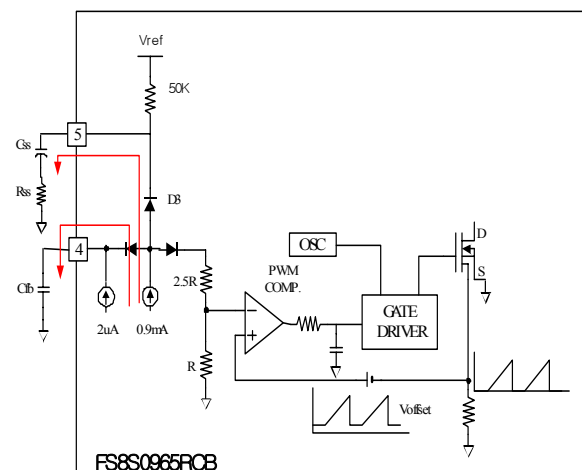 Vref
50K
5
Css
Rss
D3
4
Cfb
2uA
0.9mA
2.5R
R
OSC
PWM
COMP.
GATE
DRIVER
D
S
Voffset
FS8S0965RCB